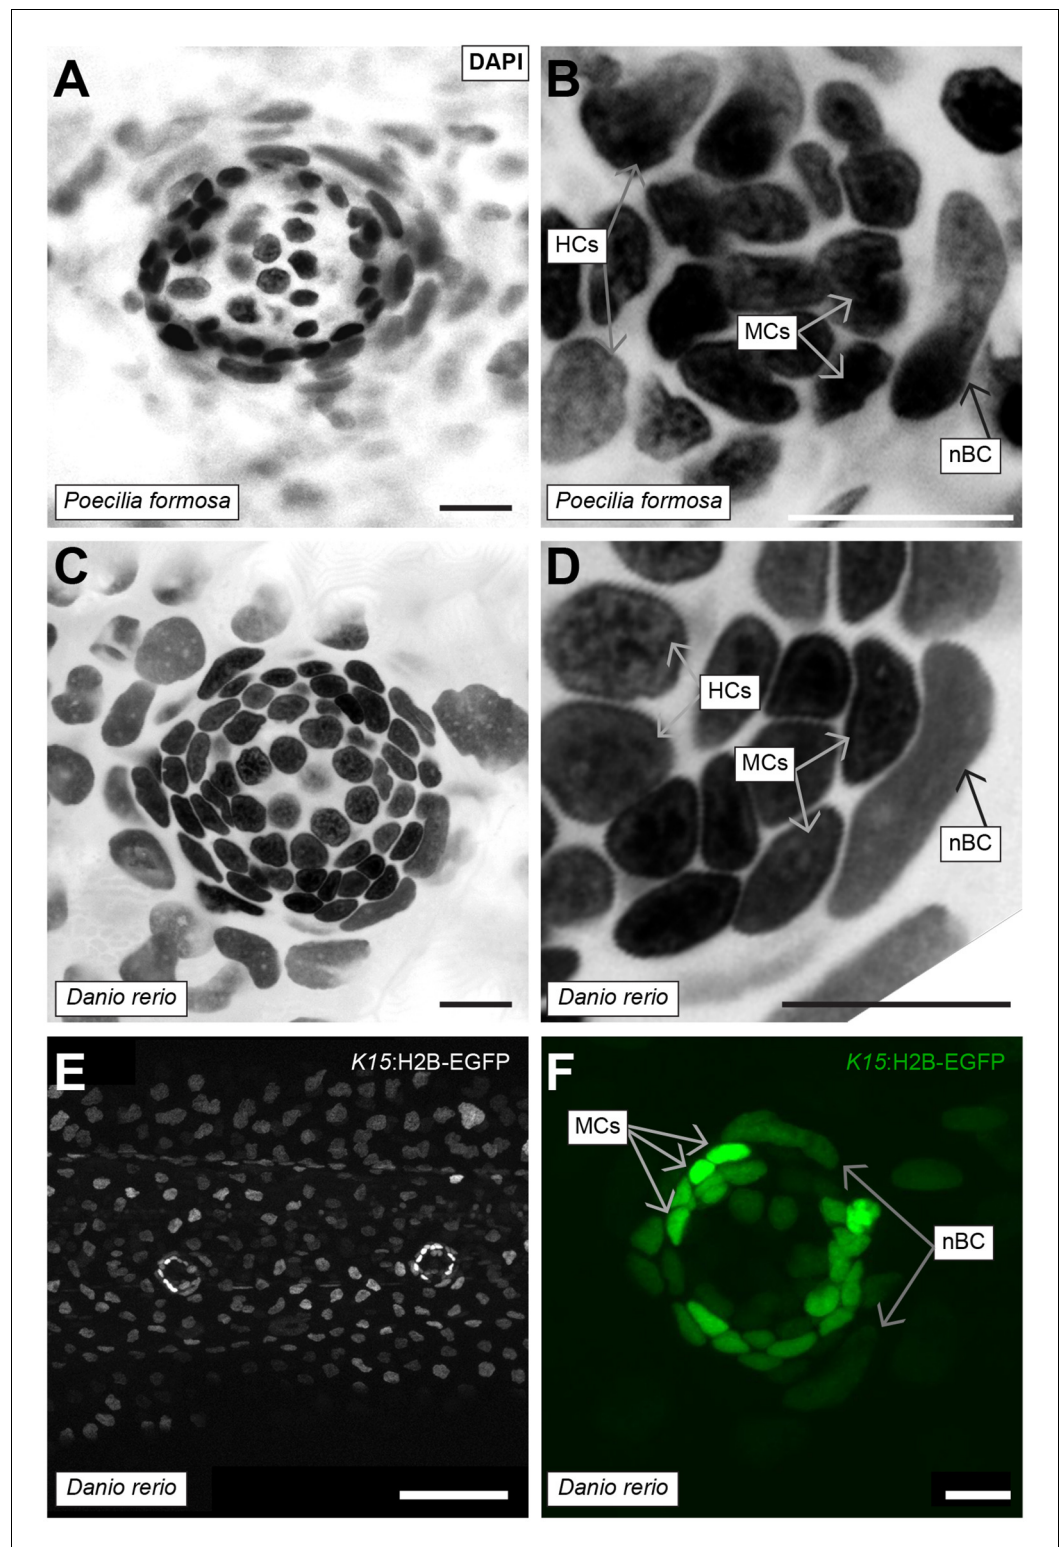 A
DAPI
Poecilia formosa
B
HCs
MCs
nBC
Poecilia formosa
C
Danio rerio
D
HCs
MCs
nBC
Danio rerio
E
K15:H2B-EGFP
Danio rerio
F
K15:H2B-EGFP
MCs
nBC
Danio rerio